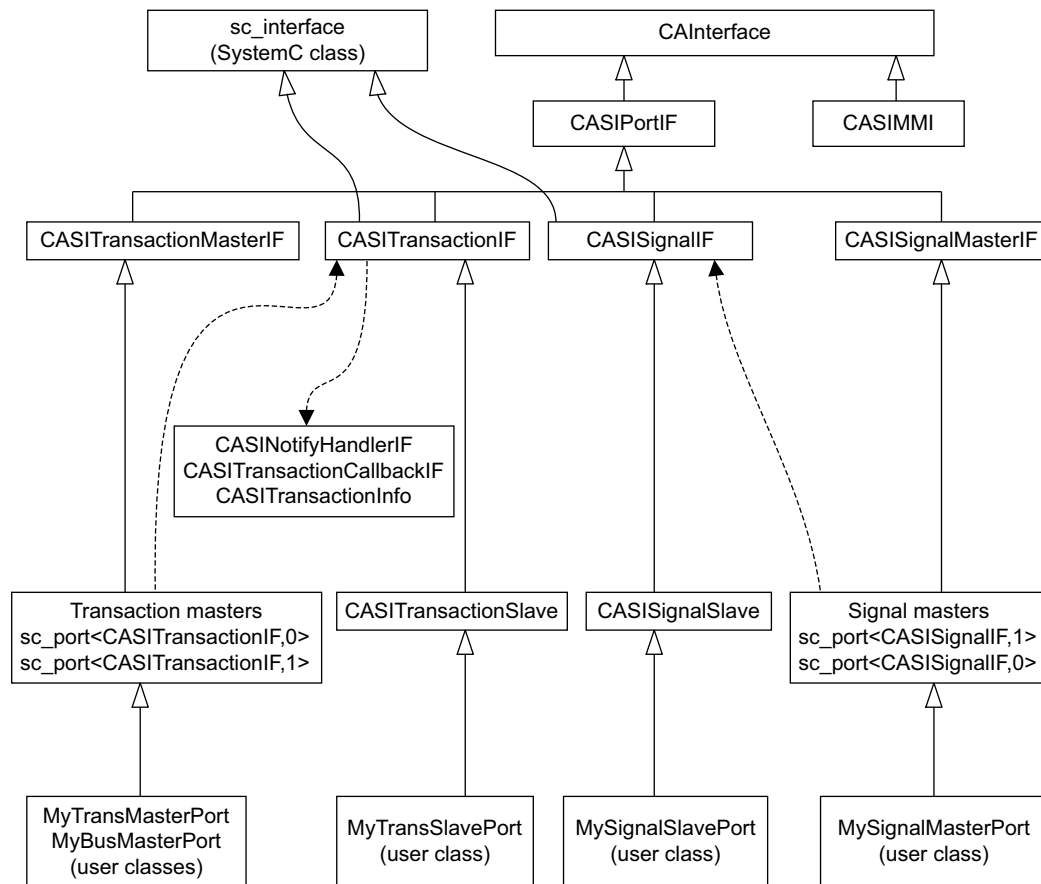 sc_interface
(SystemC class)
CAInterface
CASIPortIF
CASIMMI
CASITransactionMasterIF
CASITransactionIF
CASISignalIF
CASISignalMasterIF
CASINotifyHandlerIF
CASITransactionCallbackIF
CASITransactionInfo
Transaction masters
sc_port<CASITransactionIF,0>
sc_port<CASITransactionIF,1>
CASITransactionSlave
CASISignalSlave
Signal masters
sc_port<CASISignalIF,1>
sc_port<CASISignalIF,0>
MyTransMasterPort
MyBusMasterPort
(user classes)
MyTransSlavePort
(user class)
MySignalSlavePort
(user class)
MySignalMasterPort
(user class)